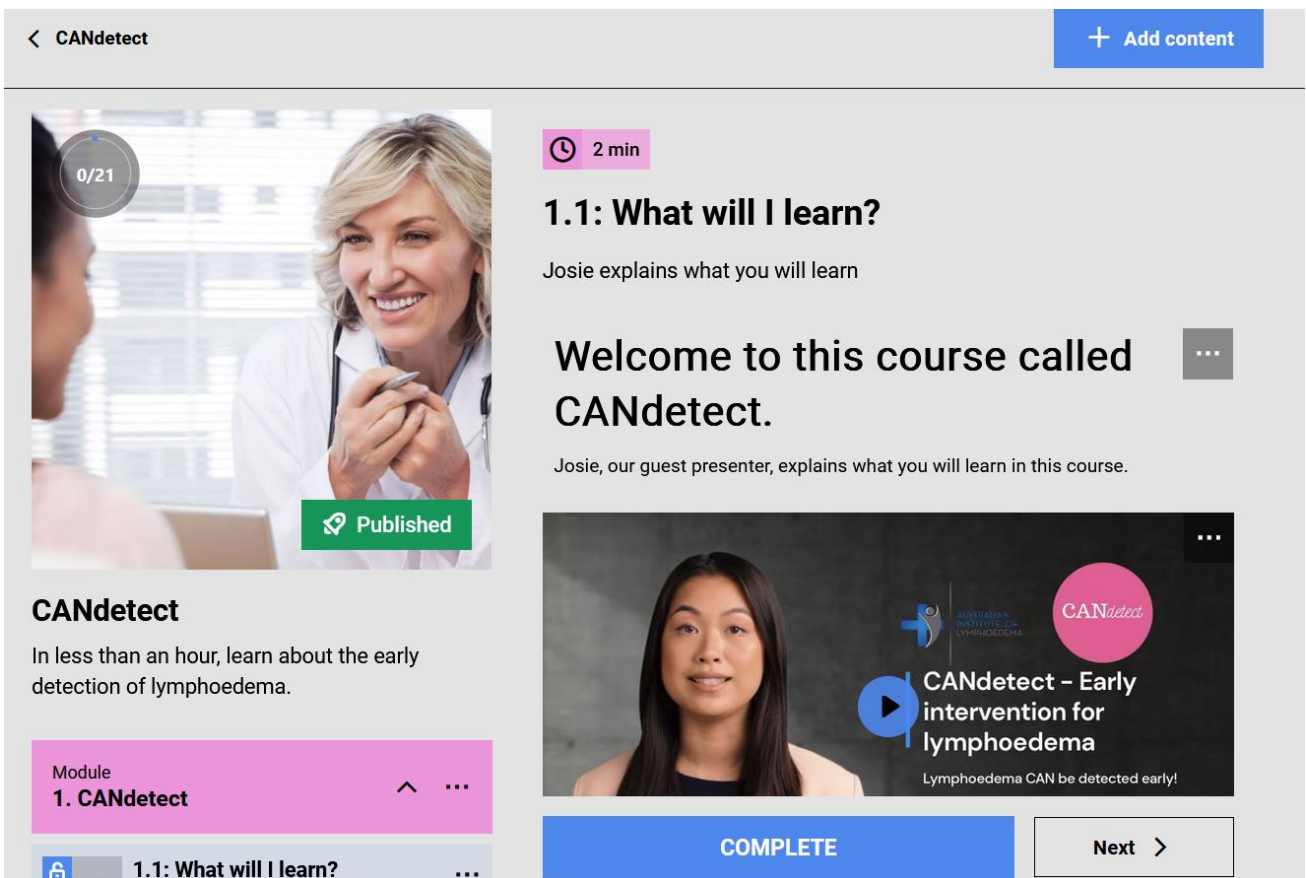 CANdetect
+ Add content
0/21
Published
CANdetect
In less than an hour, learn about the early
detection of lymphoedema.
Module
1. CANdetect
1.1: What will I learn?
2 min
1.1: What will I learn?
Josie explains what you will learn
Welcome to this course called
CANdetect.
Josie, our guest presenter, explains what you will learn in this course.
AUSTRALIAN
INSTITUTE OF
LYMPHOEDEMA
CANdetect
CANdetect – Early
intervention for
lymphoedema
Lymphoedema CAN be detected early!
COMPLETE
Next